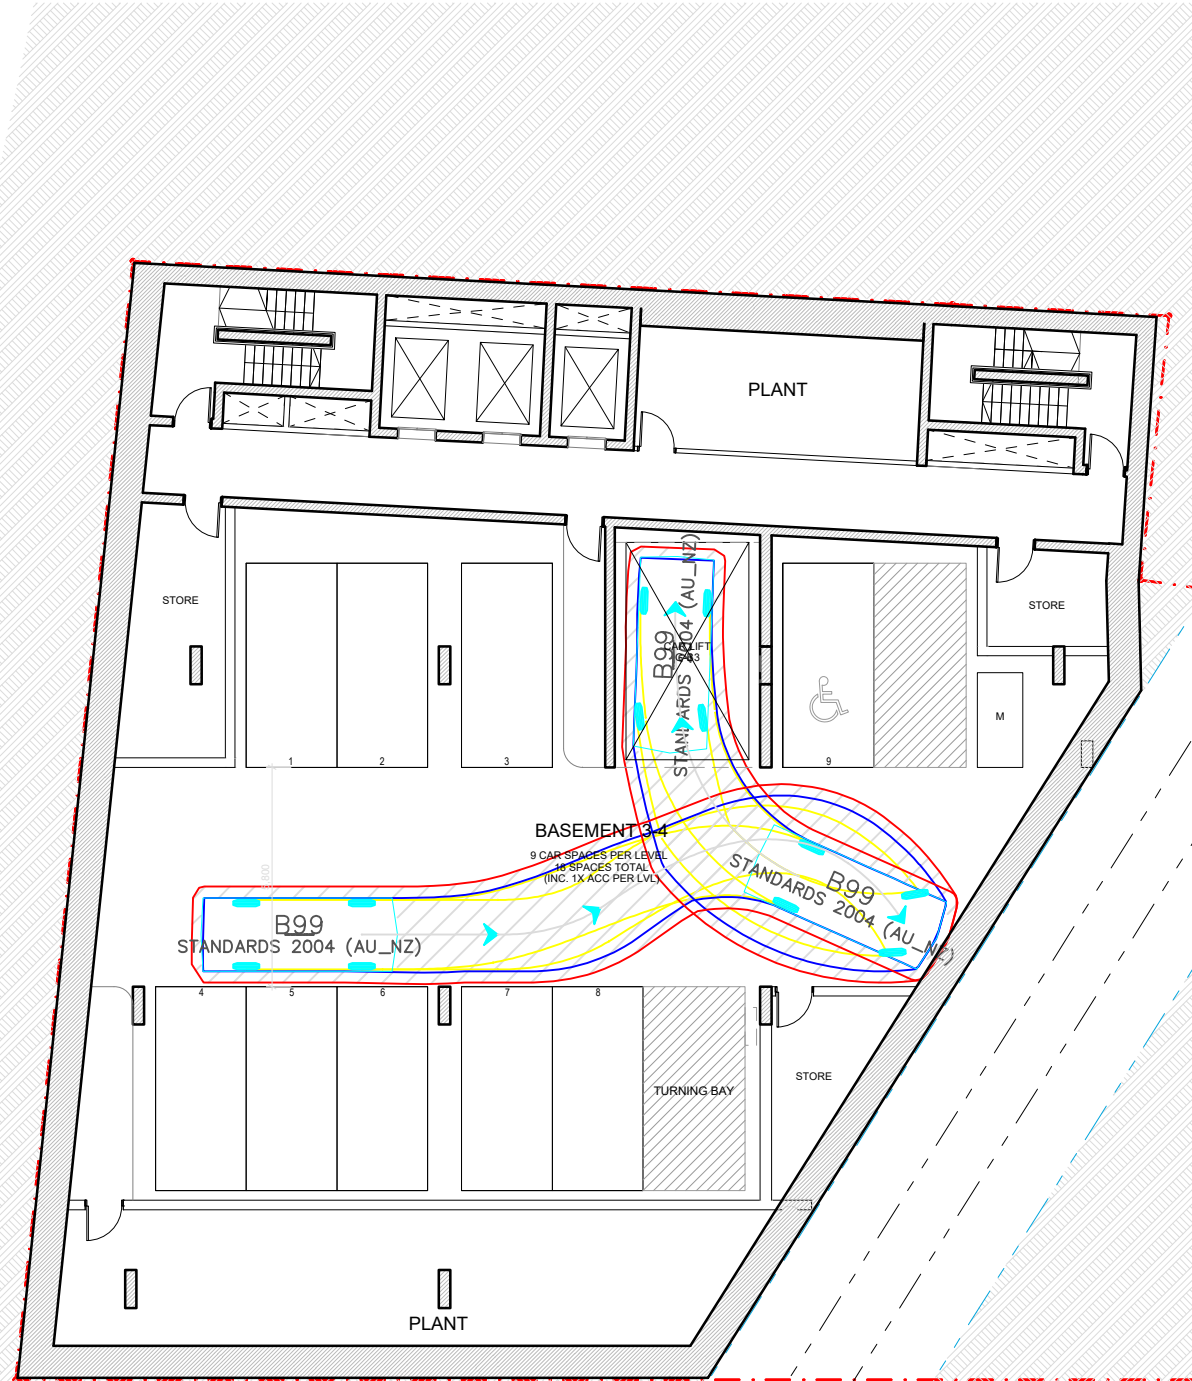 PLANT
STORE
STORE
B99
STANDARDS 2004 (AU_NZ)
CAR LIFT
M
1
2
3
9
BASEMENT 3-4
9 CAR SPACES PER LEVEL
18 SPACES TOTAL
(INC. 1X ACC PER LVL)
B99
STANDARDS 2004 (AU_NZ)
B99
STANDARDS 2004 (AU_NZ)
4
5
6
7
8
TURNING BAY
STORE
PLANT